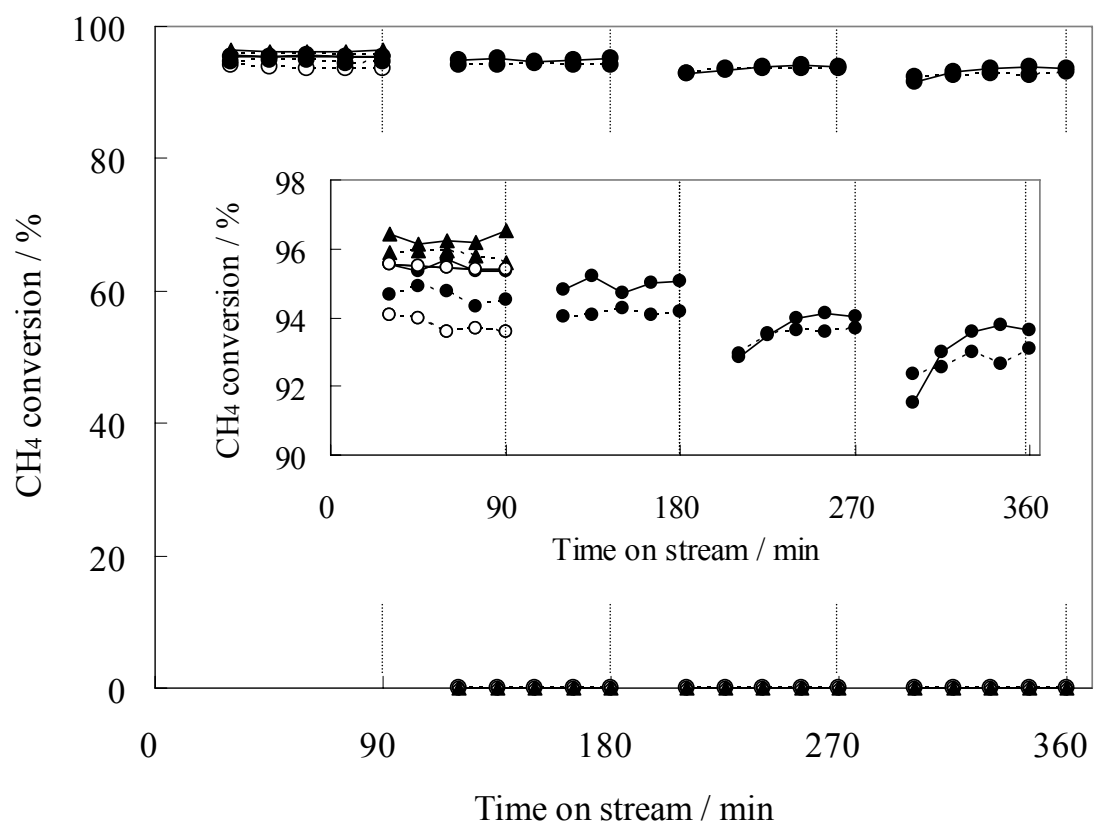 100
80
60
40
20
0
CH4 conversion / %
98
96
94
92
90
CH4 conversion / %
0 90 180 270 360
Time on stream / min
0 90 180 270 360
Time on stream / min